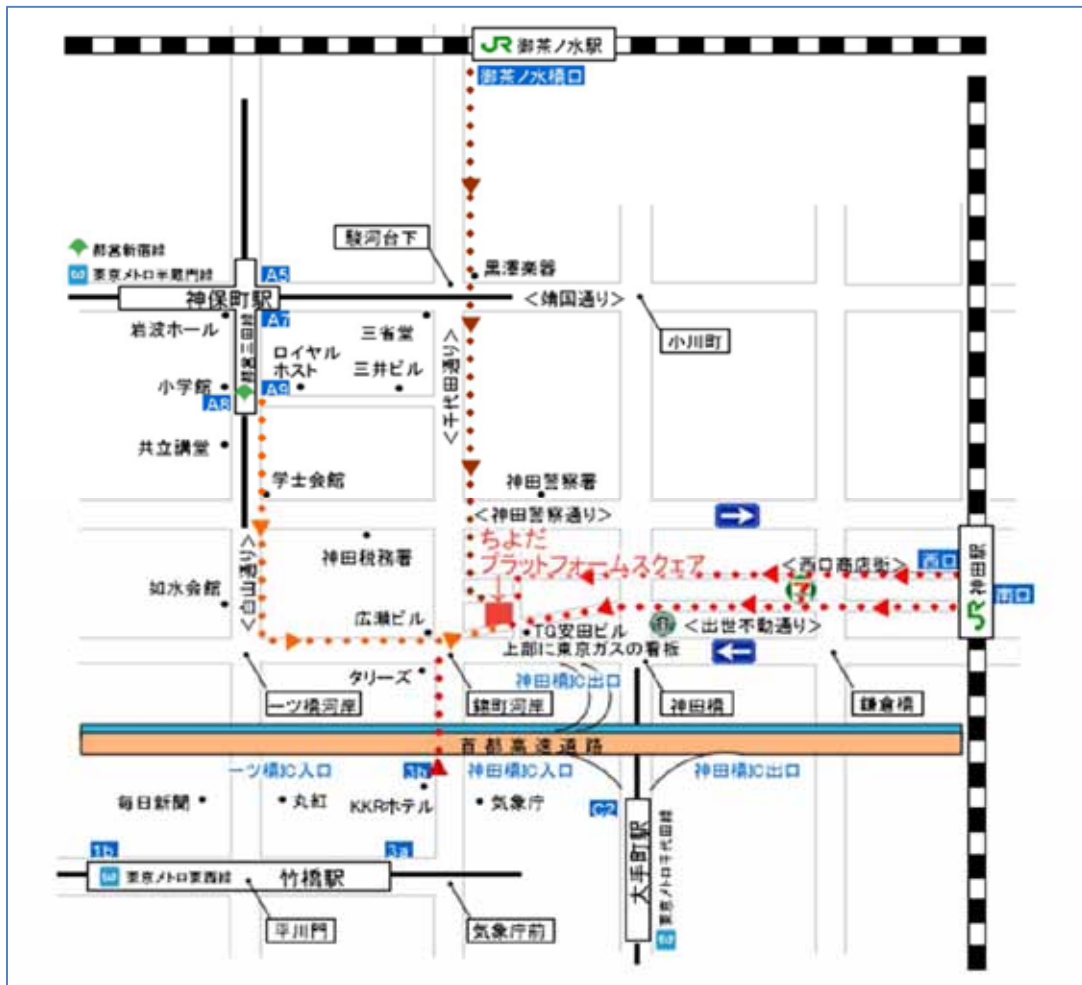 JR 御茶ノ水駅
御茶ノ水橋口
駿河台下
都営新宿線
東京メトロ半蔵門線
A5
黒澤楽器
神保町駅
<靖国通り>
A7
岩波ホール
都営三田線
三省堂
小川町
ロイヤル
ホスト
三井ビル
<千代田通り>
小学館
A9
A8
共立講堂
学士会館
神田警察署
<神田警察通り>
<白山通り>
神田税務署
ちよだ
プラットフォームスクェア
<西口商店街>
西口
JR 神田駅
南口
7
如水会館
広瀬ビル
TG安田ビル
上部に東京ガスの看板
<出世不動通り>
タリーズ
神田橋IC出口
一ツ橋河岸
錦町河岸
神田橋
鎌倉橋
首都高速道路
一ツ橋IC入口
3b
神田橋IC入口
神田橋IC出口
毎日新聞
丸紅
KKRホテル
気象庁
C2
大手町駅
東京メトロ千代田線
1b
3a
東京メトロ東西線
竹橋駅
平川門
気象庁前